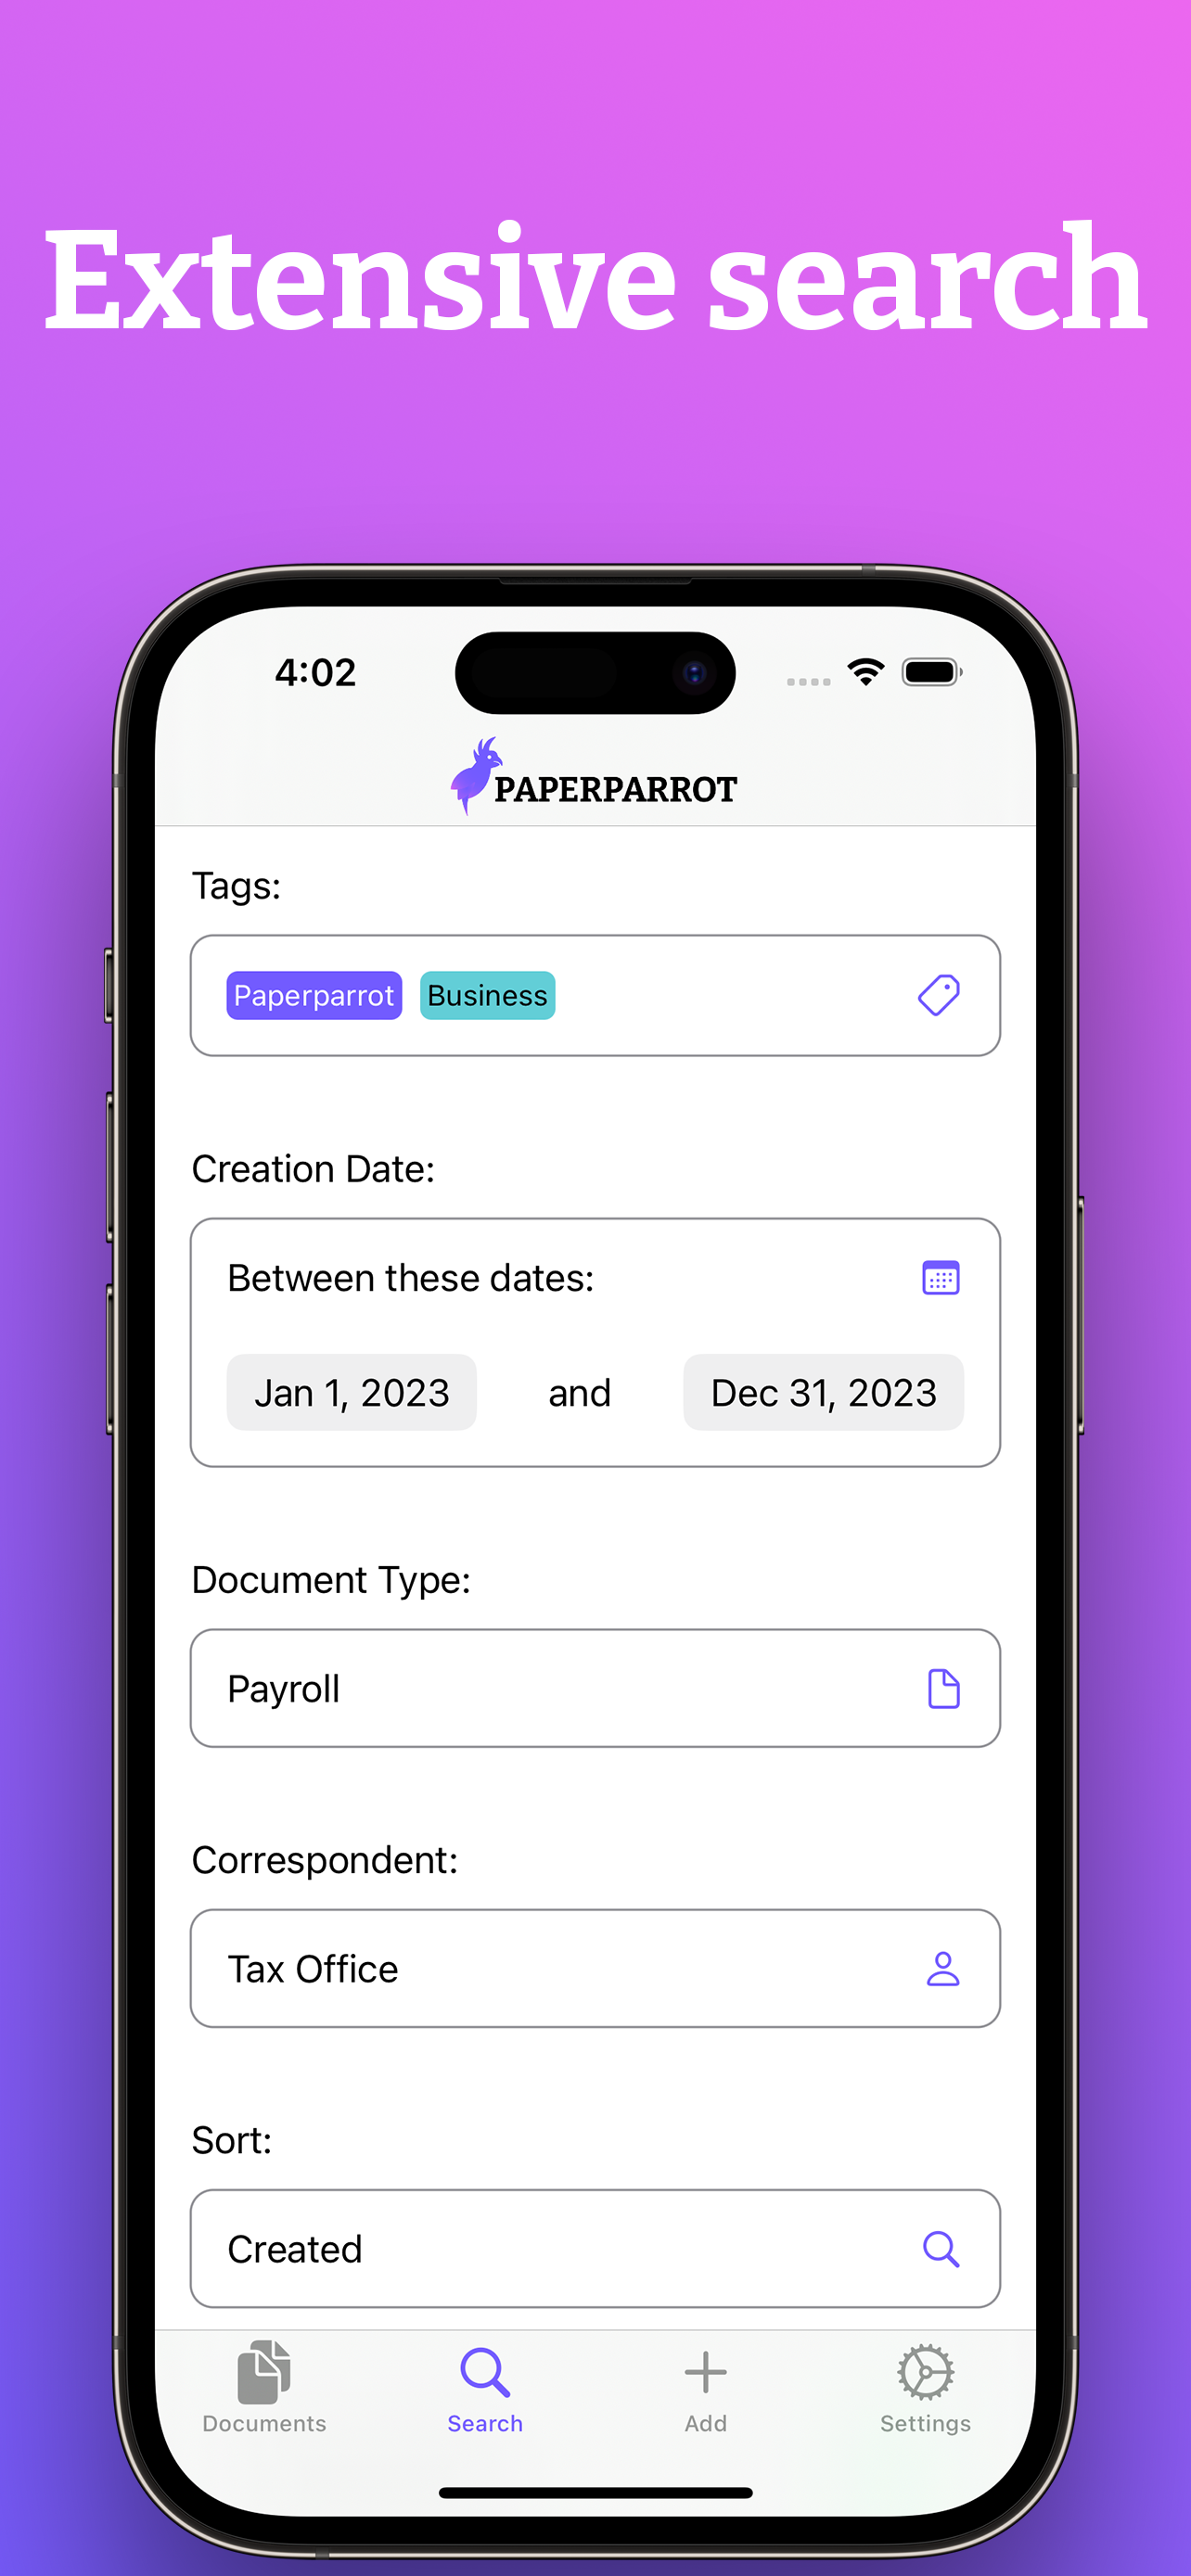 Extensive search
4:02
PAPERPARROT
Tags:
Paperparrot Business
Creation Date:
Between these dates:
Jan 1, 2023 and Dec 31, 2023
Document Type:
Payroll
Correspondent:
Tax Office
Sort:
Created
Documents Search Add Settings